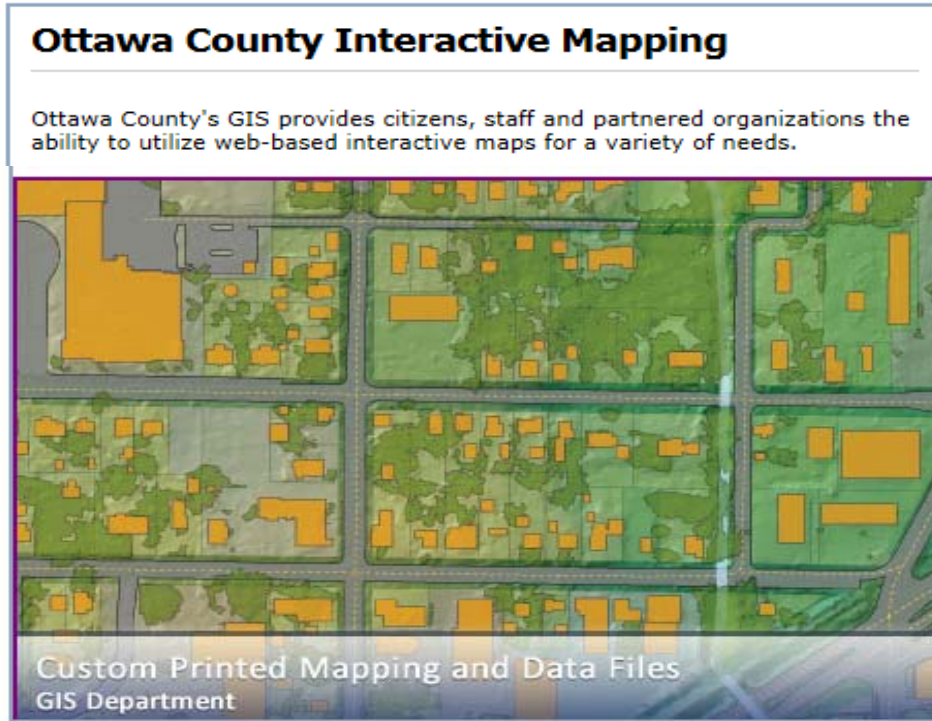 Ottawa County Interactive Mapping
Ottawa County's GIS provides citizens, staff and partnered organizations the
ability to utilize web-based interactive maps for a variety of needs.
Custom Printed Mapping and Data Files
GIS Department